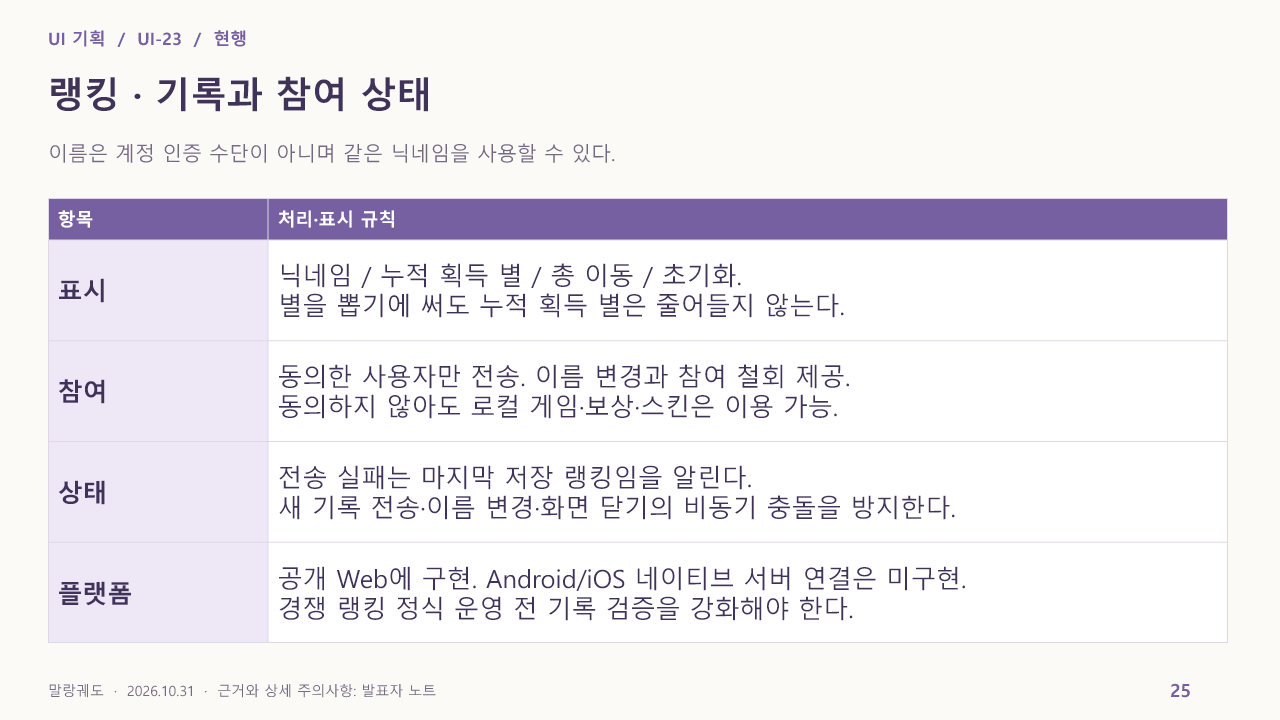 UI 기획 / UI-23 / 현행
랭킹 · 기록과 참여 상태
이름은 계정 인증 수단이 아니며 같은 닉네임을 사용할 수 있다.
항목
처리·표시 규칙
표시
닉네임 / 누적 획득 별 / 총 이동 / 초기화.
별을 뽑기에 써도 누적 획득 별은 줄어들지 않는다.
참여
동의한 사용자만 전송. 이름 변경과 참여 철회 제공.
동의하지 않아도 로컬 게임·보상·스킨은 이용 가능.
상태
전송 실패는 마지막 저장 랭킹임을 알린다.
새 기록 전송·이름 변경·화면 닫기의 비동기 충돌을 방지한다.
플랫폼
공개 Web에 구현. Android/iOS 네이티브 서버 연결은 미구현.
경쟁 랭킹 정식 운영 전 기록 검증을 강화해야 한다.
말랑궤도 · 2026.10.31 · 근거와 상세 주의사항: 발표자 노트
25